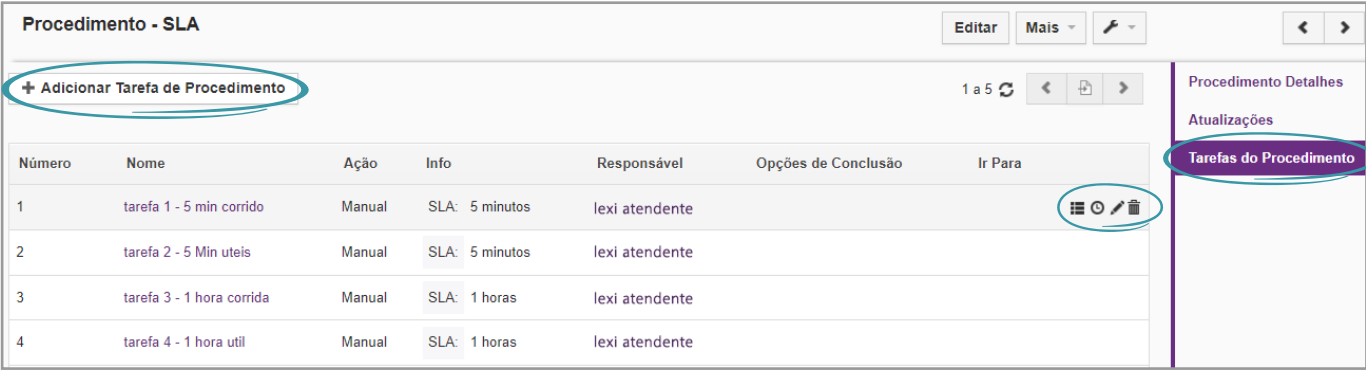 Procedimento - SLA
Editar Mais
+ Adicionar Tarefa de Procedimento
1 a 5
Procedimento Detalhes
Atualizações
Tarefas do Procedimento
Número Nome Ação Info Responsável Opções de Conclusão Ir Para
1 tarefa 1 - 5 min corrido Manual SLA: 5 minutos lexi atendente
2 tarefa 2 - 5 Min uteis Manual SLA: 5 minutos lexi atendente
3 tarefa 3 - 1 hora corrida Manual SLA: 1 horas lexi atendente
4 tarefa 4 - 1 hora util Manual SLA: 1 horas lexi atendente